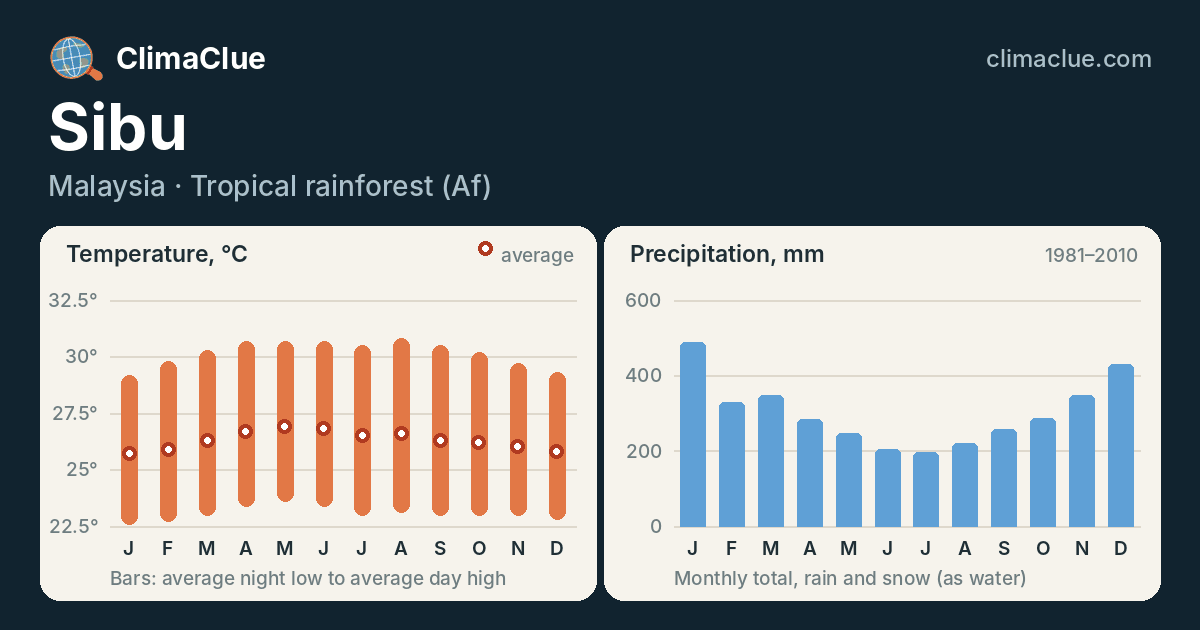 ClimaClue
climaclue.com
Sibu
Malaysia · Tropical rainforest (Af)
Temperature, °C
average
32.5°
30°
27.5°
25°
22.5°
J F M A M J J A S O N D
Bars: average night low to average day high
Precipitation, mm
1981–2010
600
400
200
0
J F M A M J J A S O N D
Monthly total, rain and snow (as water)